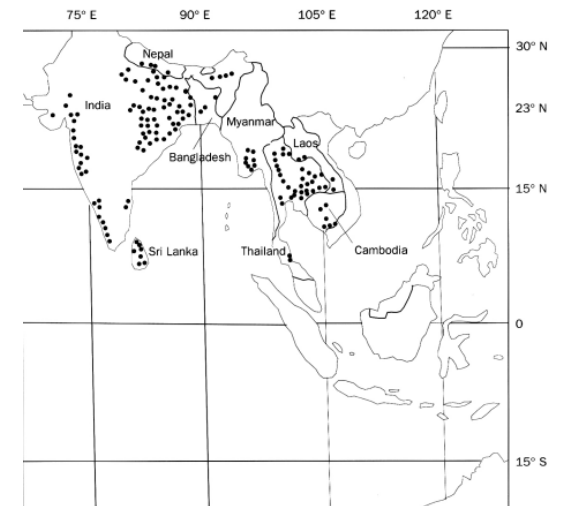 75° E 90° E 105° E 120° E
30° N
Nepal
India
23° N
Myanmar
Laos
Bangladesh
15° N
Sri Lanka
Thailand
Cambodia
0
15° S